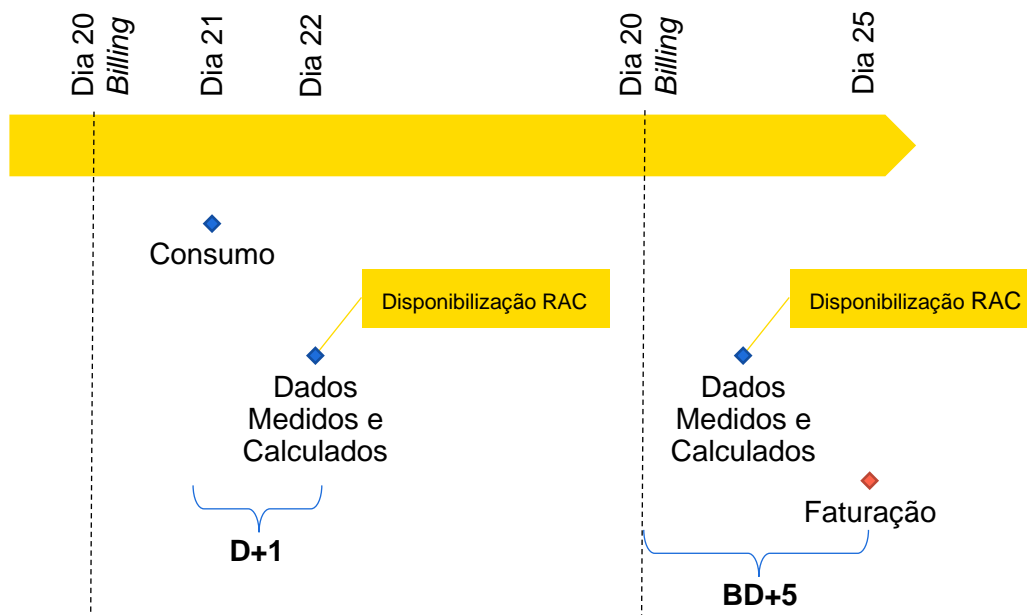 Dia 20
Billing
Dia 21
Dia 22
Dia 20
Billing
Dia 25
Consumo
Disponibilização RAC
Disponibilização RAC
Dados
Medidos e
Calculados
Dados
Medidos e
Calculados
Faturação
D+1
BD+5